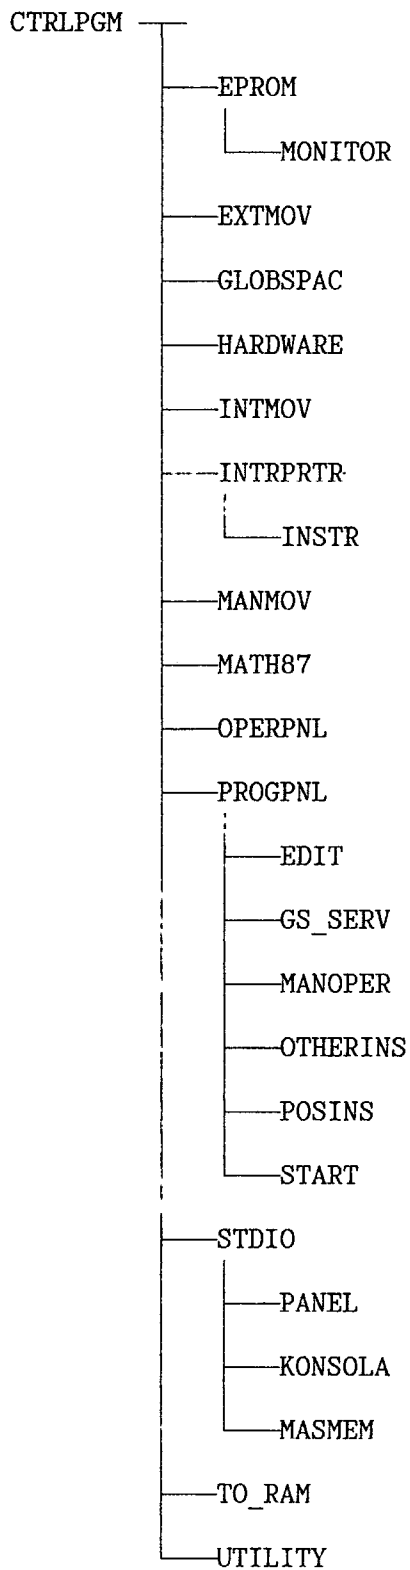 CTRLPGM
EPROM
MONITOR
EXTMOV
GLOBSPAC
HARDWARE
INTMOV
INTRPRTR
INSTR
MANMOV
MATH87
OPERPNL
PROGPNL
EDIT
GS_SERV
MANOPER
OTHERINS
POSINS
START
STDIO
PANEL
KONSOLA
MASMEM
TO_RAM
UTILITY